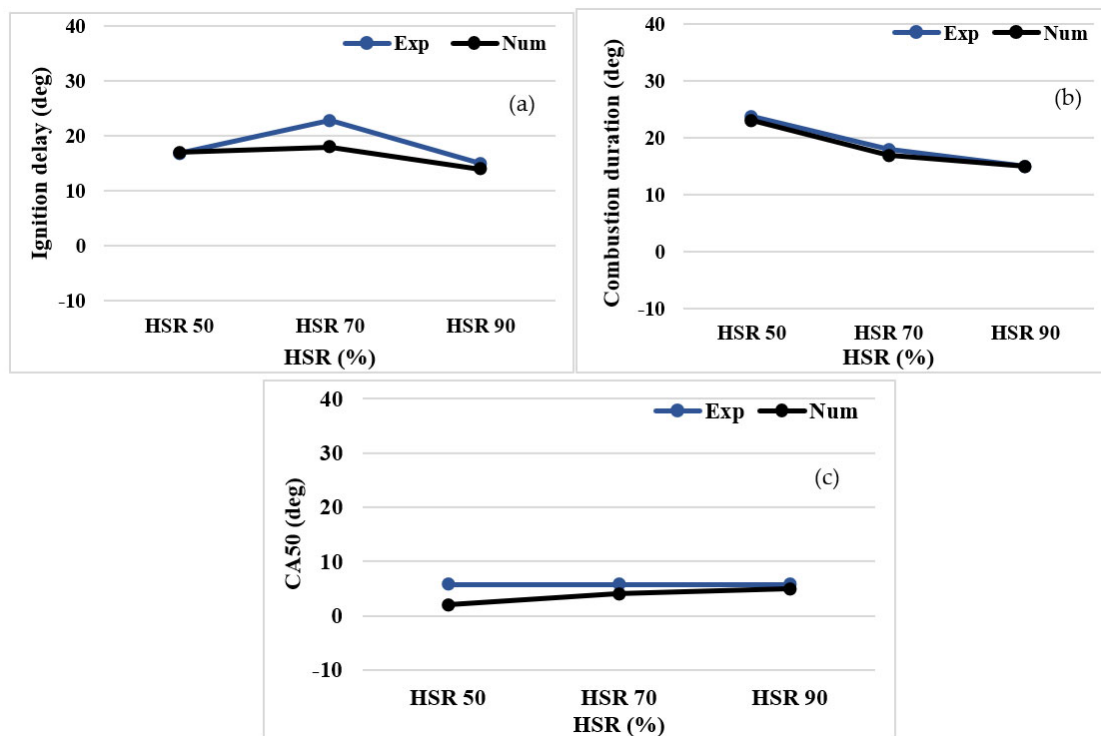 40
30
20
10
0
-10
Ignition delay (deg)
Exp Num
(a)
HSR 50 HSR 70 HSR 90
HSR (%)
40
30
20
10
0
-10
Combustion duration (deg)
Exp Num
(b)
HSR 50 HSR 70 HSR 90
HSR (%)
40
30
20
10
0
-10
CA50 (deg)
Exp Num
(c)
HSR 50 HSR 70 HSR 90
HSR (%)